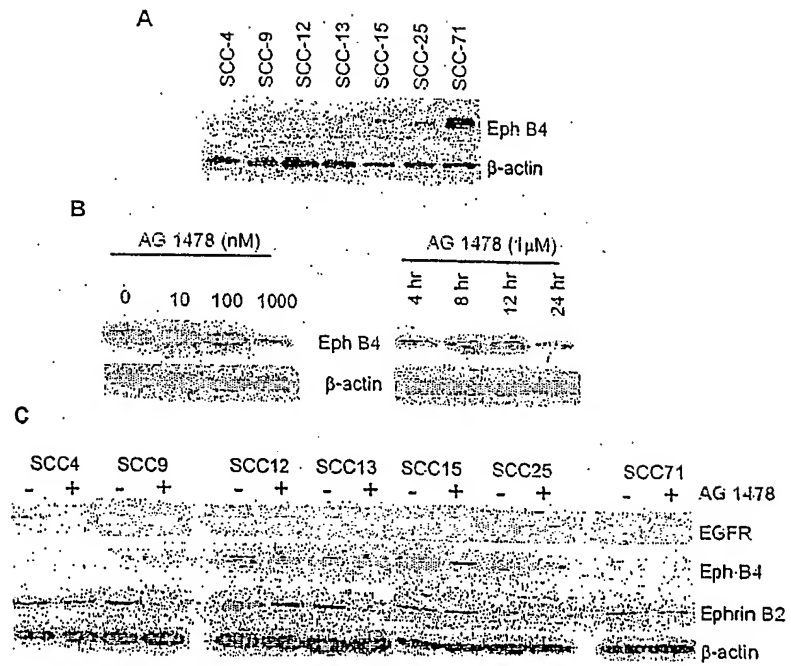 A
SCC-4 SCC-9 SCC-12 SCC-13 SCC-15 SCC-25 SCC-71
Eph B4
β-actin
B
AG 1478 (nM) AG 1478 (1μM)
0 10 100 1000 4 hr 8 hr 12 hr 24 hr
Eph B4
β-actin
C
SCC4 SCC9 SCC12 SCC13 SCC15 SCC25 SCC71
- + - + - + - + - + - + - + AG 1478
EGFR
Eph B4
Ephrin B2
β-actin